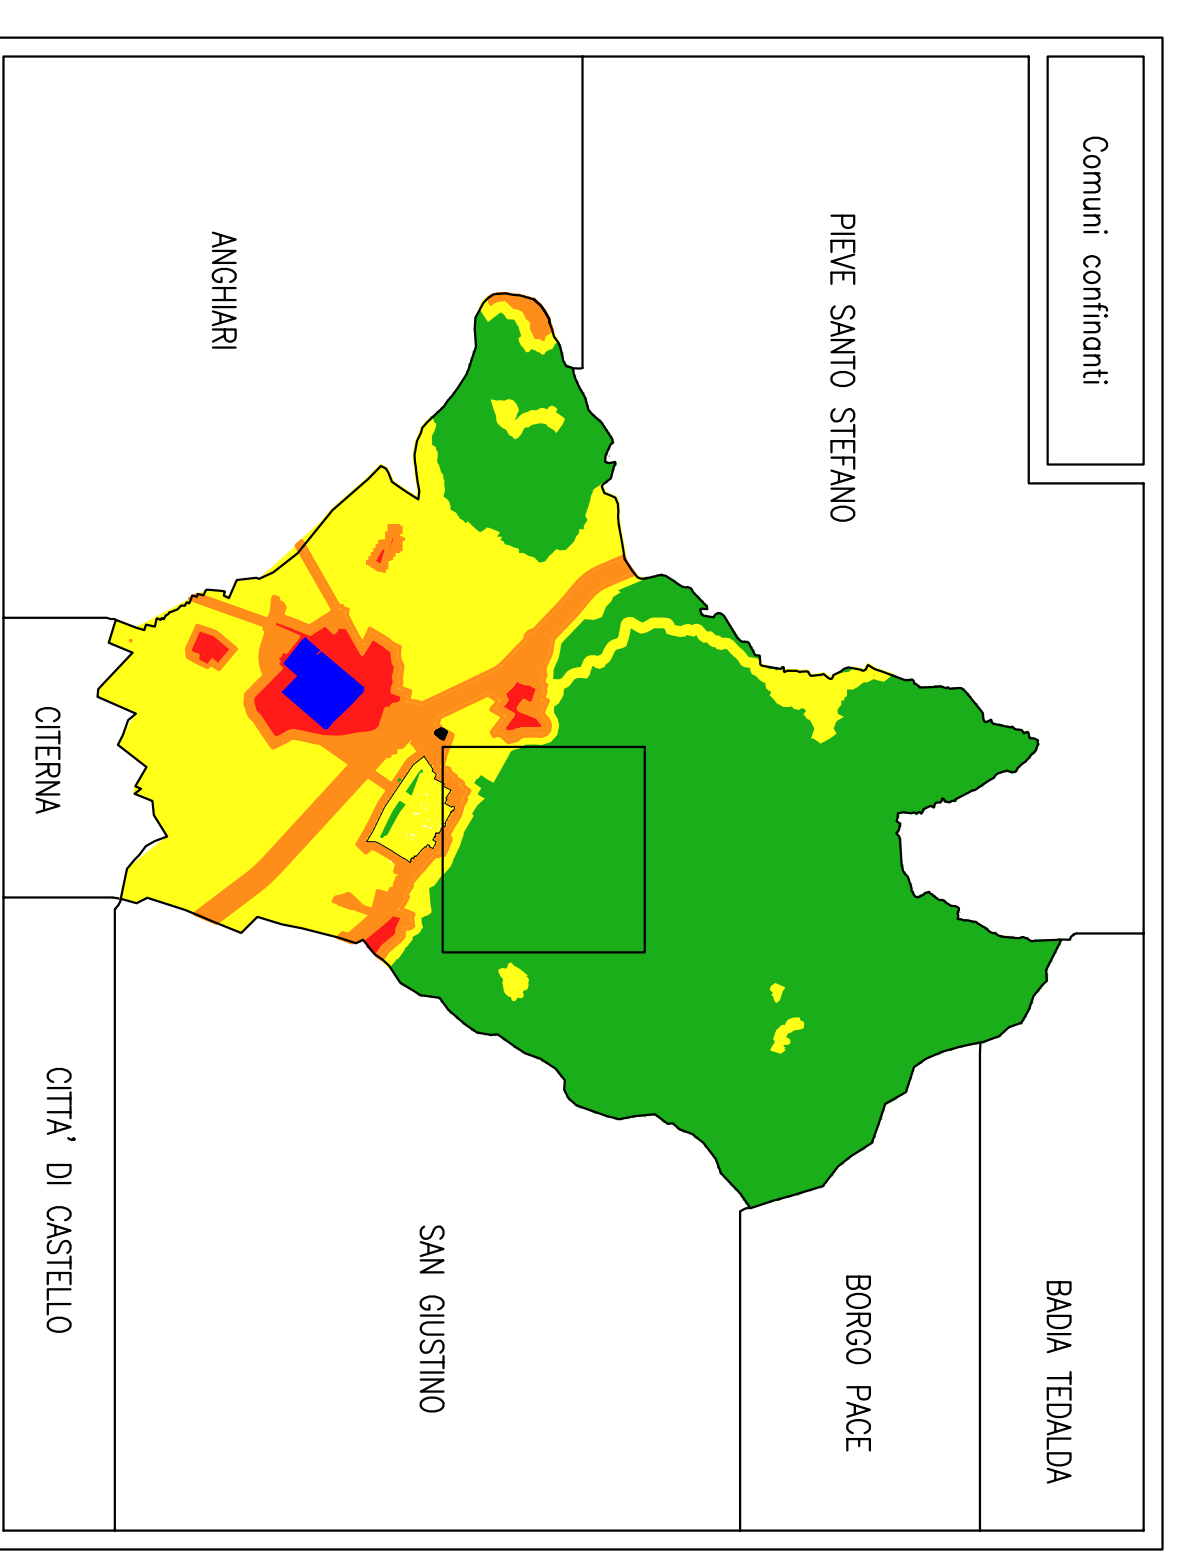 Comuni confinanti
PIEVE SANTO STEFANO
BADIA TEDALDA
BORGO PACE
ANGHIARI
SAN GIUSTINO
CITERNA
CITTA' DI CASTELLO